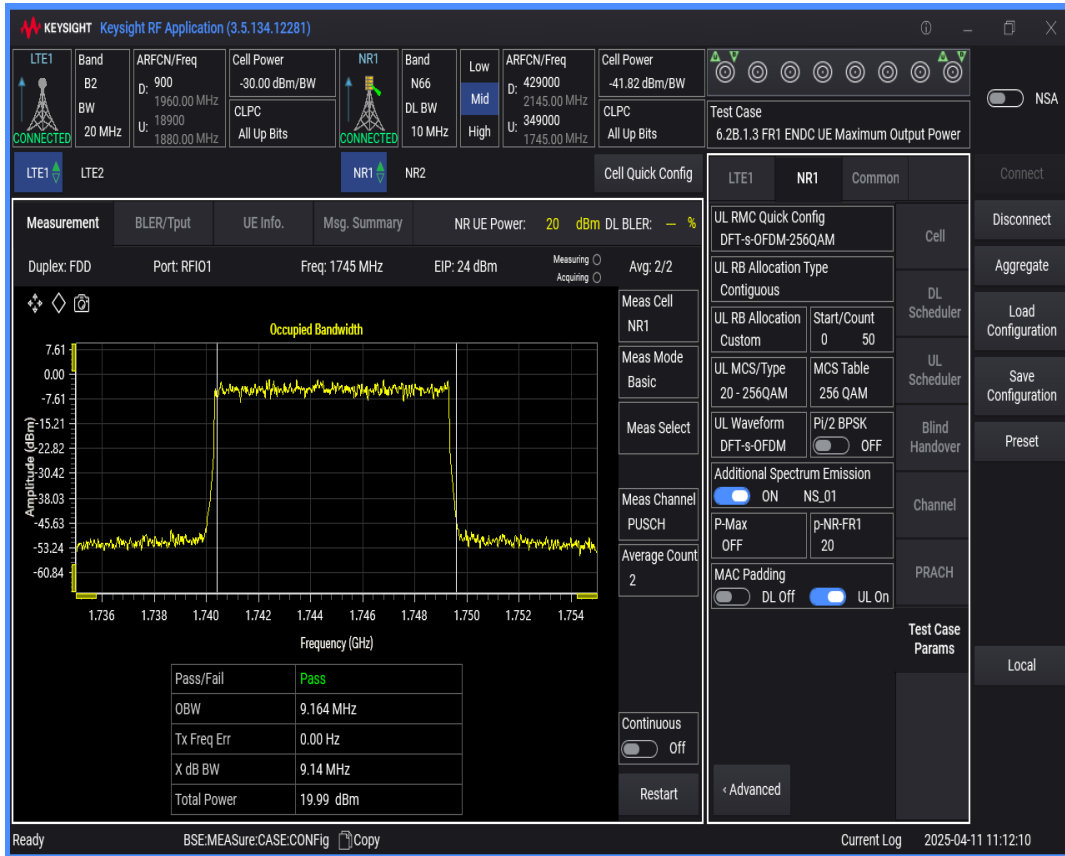 KEYSIGHT Keysight RF Application (3.5.134.12281)
LTE1
CONNECTED
Band
B2
BW
20 MHz
ARFCN/Freq
D: 900
1960.00 MHz
U: 18900
1880.00 MHz
Cell Power
-30.00 dBm/BW
CLPC
All Up Bits
NR1
CONNECTED
Band
N66
DL BW
10 MHz
Low
Mid
High
ARFCN/Freq
D: 429000
2145.00 MHz
U: 349000
1745.00 MHz
Cell Power
-41.82 dBm/BW
CLPC
All Up Bits
Test Case
6.2B.1.3 FR1 ENDC UE Maximum Output Power
NSA
LTE1 LTE2 NR1 NR2 Cell Quick Config
Measurement BLER/Tput UE Info. Msg. Summary NR UE Power: 20 dBm DL BLER: --- %
Duplex: FDD Port: RFIO1 Freq: 1745 MHz EIP: 24 dBm Measuring Acquiring Avg: 2/2
Occupied Bandwidth
Amplitude (dBm)
7.61
0.00
-7.61
-15.21
-22.82
-30.42
-38.03
-45.63
-53.24
-60.84
1.736 1.738 1.740 1.742 1.744 1.746 1.748 1.750 1.752 1.754
Frequency (GHz)
Pass/Fail Pass
OBW 9.164 MHz
Tx Freq Err 0.00 Hz
X dB BW 9.14 MHz
Total Power 19.99 dBm
Meas Cell
NR1
Meas Mode
Basic
Meas Select
Meas Channel
PUSCH
Average Count
2
Continuous
Off
Restart
LTE1 NR1 Common
UL RMC Quick Config
DFT-s-OFDM-256QAM
UL RB Allocation Type
Contiguous
UL RB Allocation
Custom
Start/Count
0 50
UL MCS/Type
20 - 256QAM
MCS Table
256 QAM
UL Waveform
DFT-s-OFDM
Pi/2 BPSK
OFF
Additional Spectrum Emission
ON NS_01
P-Max
OFF
p-NR-FR1
20
MAC Padding
DL Off UL On
‹ Advanced
Cell
DL
Scheduler
UL
Scheduler
Blind
Handover
Channel
PRACH
Test Case
Params
Connect
Disconnect
Aggregate
Load
Configuration
Save
Configuration
Preset
Local
Ready BSE:MEASure:CASE:CONFig Copy Current Log 2025-04-11 11:12:10